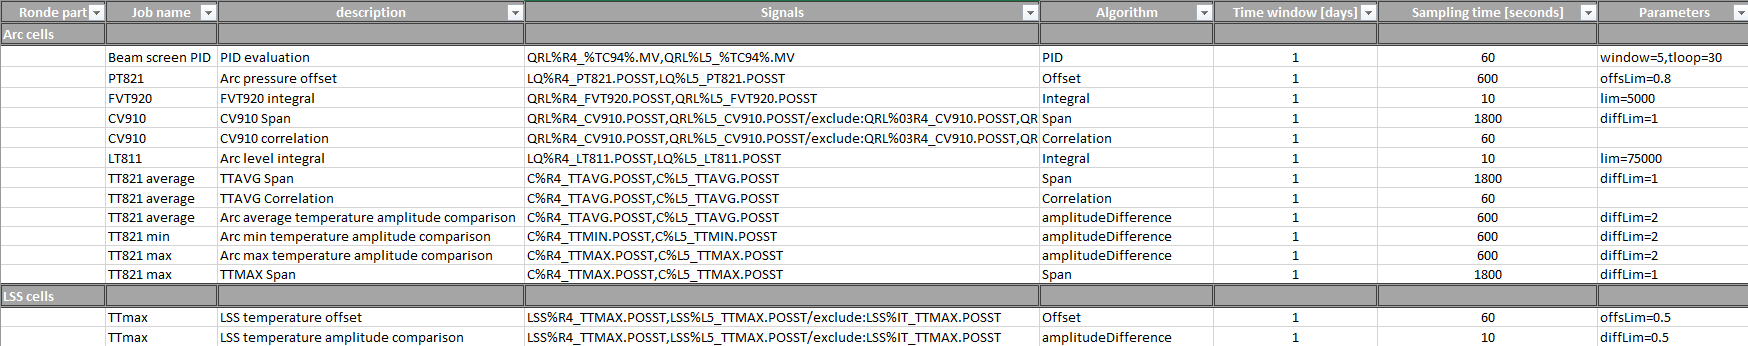 Ronde part Job name description Signals Algorithm Time window [days] Sampling time [seconds] Parameters
Arc cells
Beam screen PID PID evaluation QRL%R4_%TC94%.MV,QRL%L5_%TC94%.MV PID 1 60 window=5,tloop=30
PT821 Arc pressure offset LQ%R4_PT821.POSST,LQ%L5_PT821.POSST Offset 1 600 offsLim=0.8
FVT920 FVT920 integral QRL%R4_FVT920.POSST,QRL%L5_FVT920.POSST Integral 1 10 lim=5000
CV910 CV910 Span QRL%R4_CV910.POSST,QRL%L5_CV910.POSST/exclude:QRL%03R4_CV910.POSST,QR Span 1 1800 diffLim=1
CV910 CV910 correlation QRL%R4_CV910.POSST,QRL%L5_CV910.POSST/exclude:QRL%03R4_CV910.POSST,QR Correlation 1 60
LT811 Arc level integral LQ%R4_LT811.POSST,LQ%L5_LT811.POSST Integral 1 10 lim=75000
TT821 average TTAVG Span C%R4_TTAVG.POSST,C%L5_TTAVG.POSST Span 1 1800 diffLim=1
TT821 average TTAVG Correlation C%R4_TTAVG.POSST,C%L5_TTAVG.POSST Correlation 1 60
TT821 average Arc average temperature amplitude comparison C%R4_TTAVG.POSST,C%L5_TTAVG.POSST amplitudeDifference 1 600 diffLim=2
TT821 min Arc min temperature amplitude comparison C%R4_TTMIN.POSST,C%L5_TTMIN.POSST amplitudeDifference 1 600 diffLim=2
TT821 max Arc max temperature amplitude comparison C%R4_TTMAX.POSST,C%L5_TTMAX.POSST amplitudeDifference 1 600 diffLim=2
TT821 max TTMAX Span C%R4_TTMAX.POSST,C%L5_TTMAX.POSST Span 1 1800 diffLim=1
LSS cells
TTmax LSS temperature offset LSS%R4_TTMAX.POSST,LSS%L5_TTMAX.POSST/exclude:LSS%IT_TTMAX.POSST Offset 1 60 offsLim=0.5
TTmax LSS temperature amplitude comparison LSS%R4_TTMAX.POSST,LSS%L5_TTMAX.POSST/exclude:LSS%IT_TTMAX.POSST amplitudeDifference 1 10 diffLim=0.5